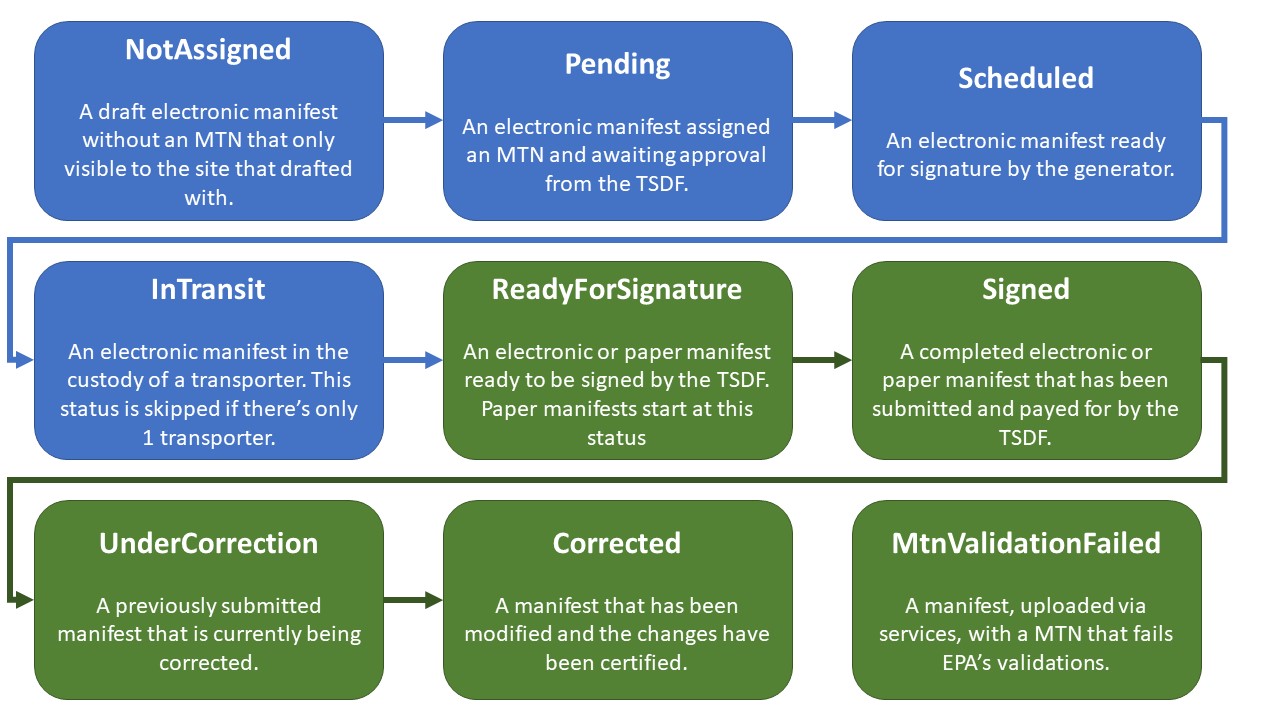 NotAssigned
A draft electronic manifest
without an MTN that only
visible to the site that drafted
with.
Pending
An electronic manifest assigned
an MTN and awaiting approval
from the TSDF.
Scheduled
An electronic manifest ready
for signature by the generator.
InTransit
An electronic manifest in the
custody of a transporter. This
status is skipped if there’s only
1 transporter.
ReadyForSignature
An electronic or paper manifest
ready to be signed by the TSDF.
Paper manifests start at this
status
Signed
A completed electronic or
paper manifest that has been
submitted and payed for by the
TSDF.
UnderCorrection
A previously submitted
manifest that is currently being
corrected.
Corrected
A manifest that has been
modified and the changes have
been certified.
MtnValidationFailed
A manifest, uploaded via
services, with a MTN that fails
EPA’s validations.